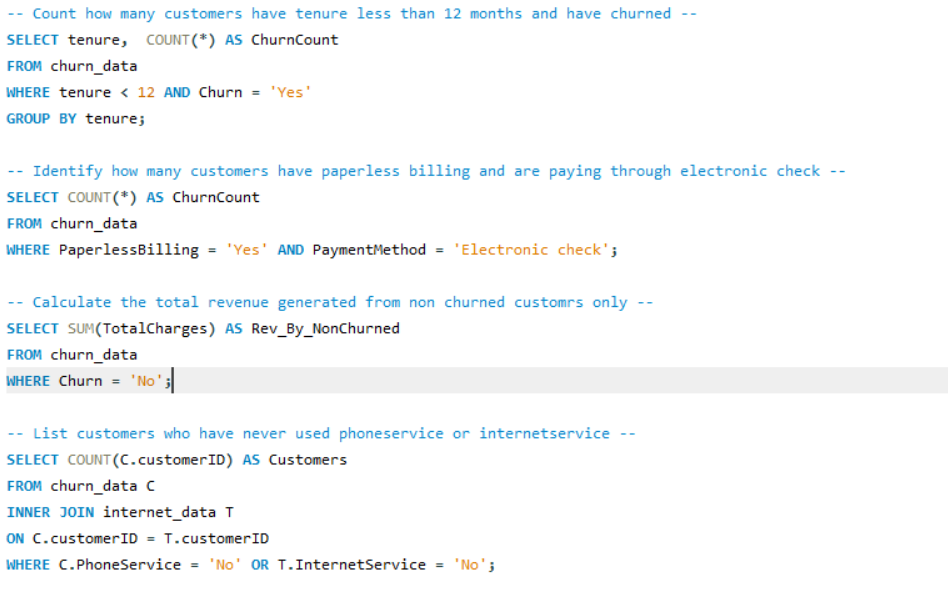 -- Count how many customers have tenure less than 12 months and have churned --
SELECT tenure,  COUNT(*) AS ChurnCount
FROM churn_data
WHERE tenure < 12 AND Churn = 'Yes'
GROUP BY tenure;
-- Identify how many customers have paperless billing and are paying through electronic check --
SELECT COUNT(*) AS ChurnCount
FROM churn_data
WHERE PaperlessBilling = 'Yes' AND PaymentMethod = 'Electronic check';
-- Calculate the total revenue generated from non churned customrs only --
SELECT SUM(TotalCharges) AS Rev_By_NonChurned
FROM churn_data
WHERE Churn = 'No';
-- List customers who have never used phoneservice or internetservice --
SELECT COUNT(C.customerID) AS Customers
FROM churn_data C
INNER JOIN internet_data T
ON C.customerID = T.customerID
WHERE C.PhoneService = 'No' OR T.InternetService = 'No';